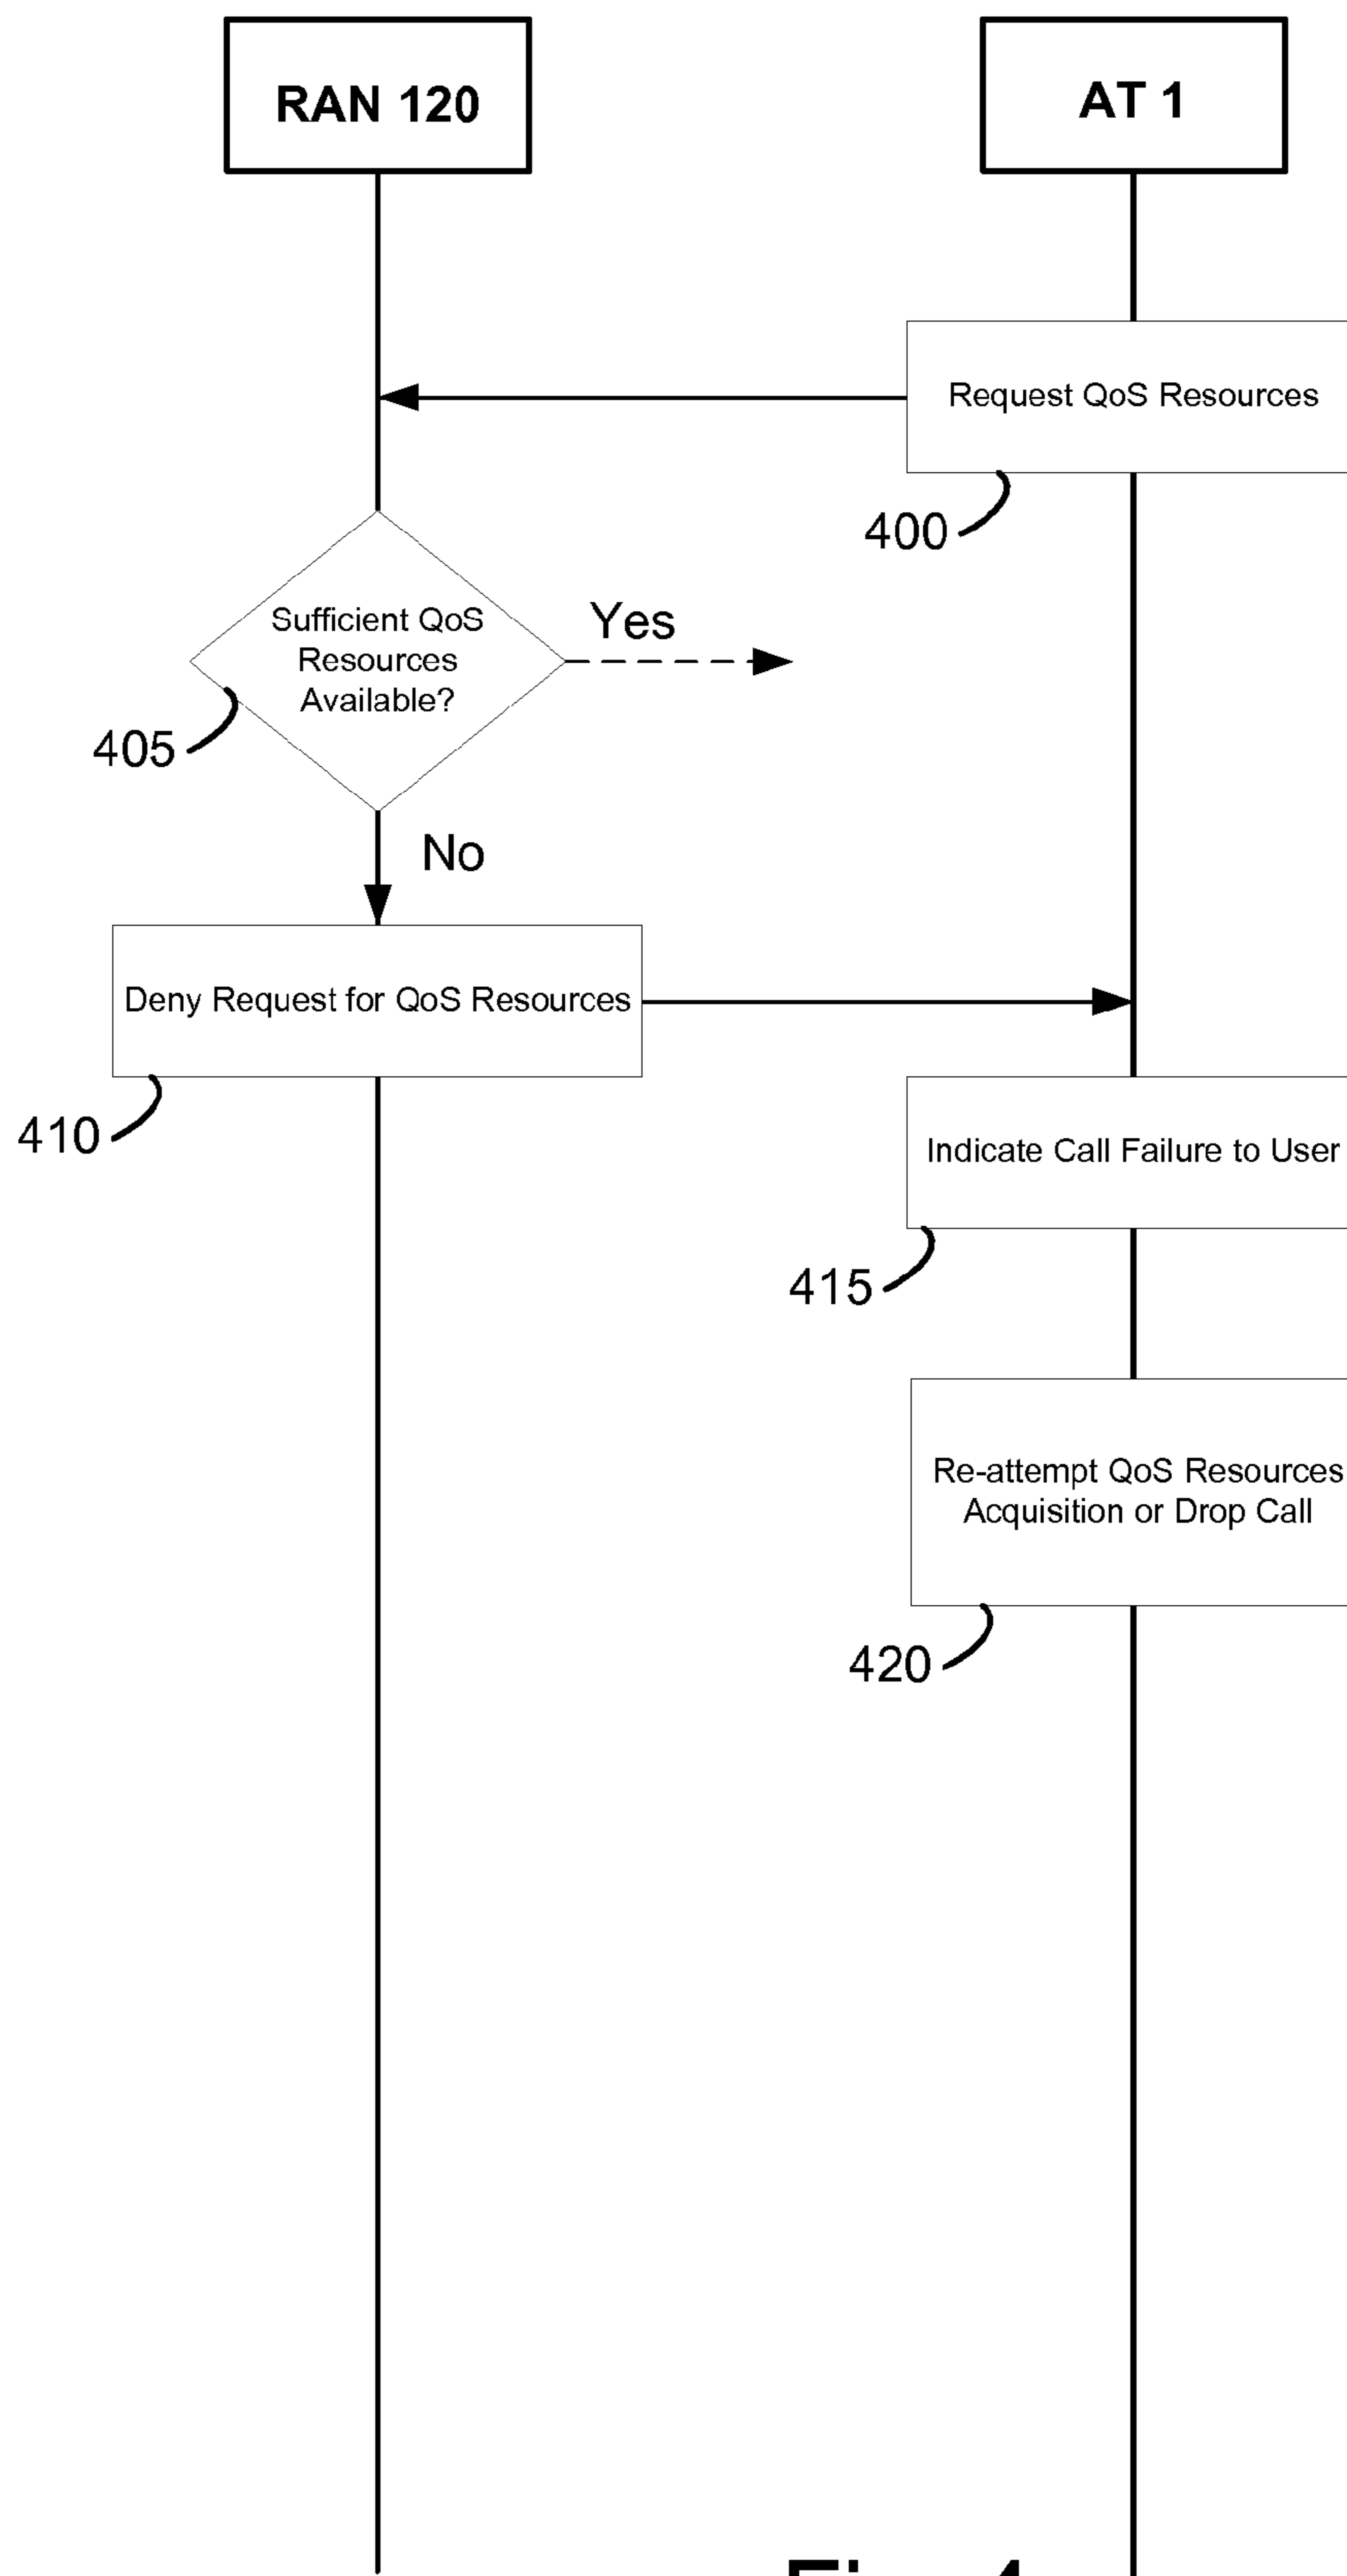 RAN 120
AT 1
Request QoS Resources
400
Sufficient QoS
Resources
Available?
Yes
405
No
Deny Request for QoS Resources
410
Indicate Call Failure to User
415
Re-attempt QoS Resources
Acquisition or Drop Call
420